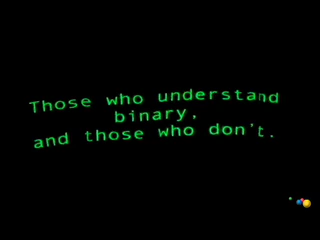 Those who understand
binary,
and those who don't.